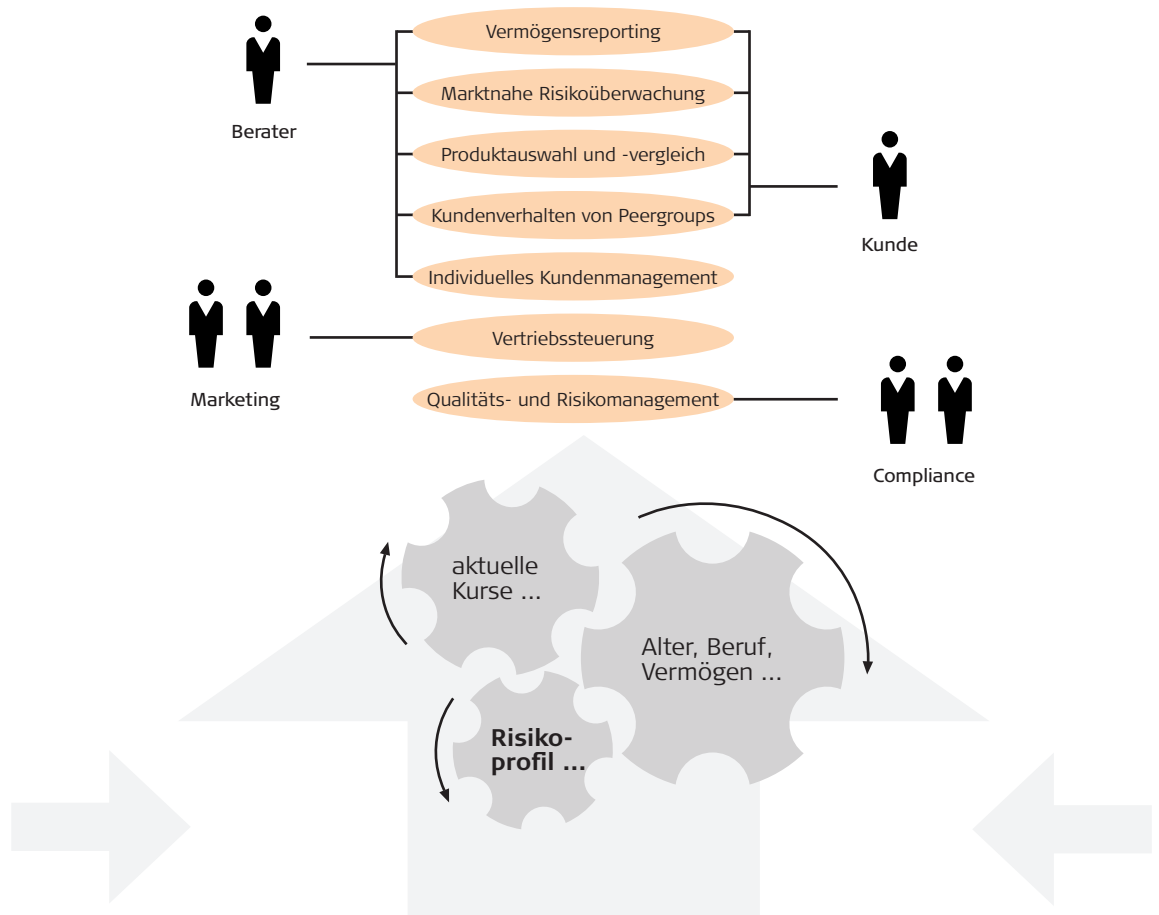 Vermögensreporting
Marktnahe Risikoüberwachung
Berater
Produktauswahl und -vergleich
Kundenverhalten von Peergroups
Kunde
Individuelles Kundenmanagement
Vertriebssteuerung
Marketing
Qualitäts- und Risikomanagement
Compliance
aktuelle
Kurse ...
Alter, Beruf,
Vermögen ...
Risiko-
profil ...